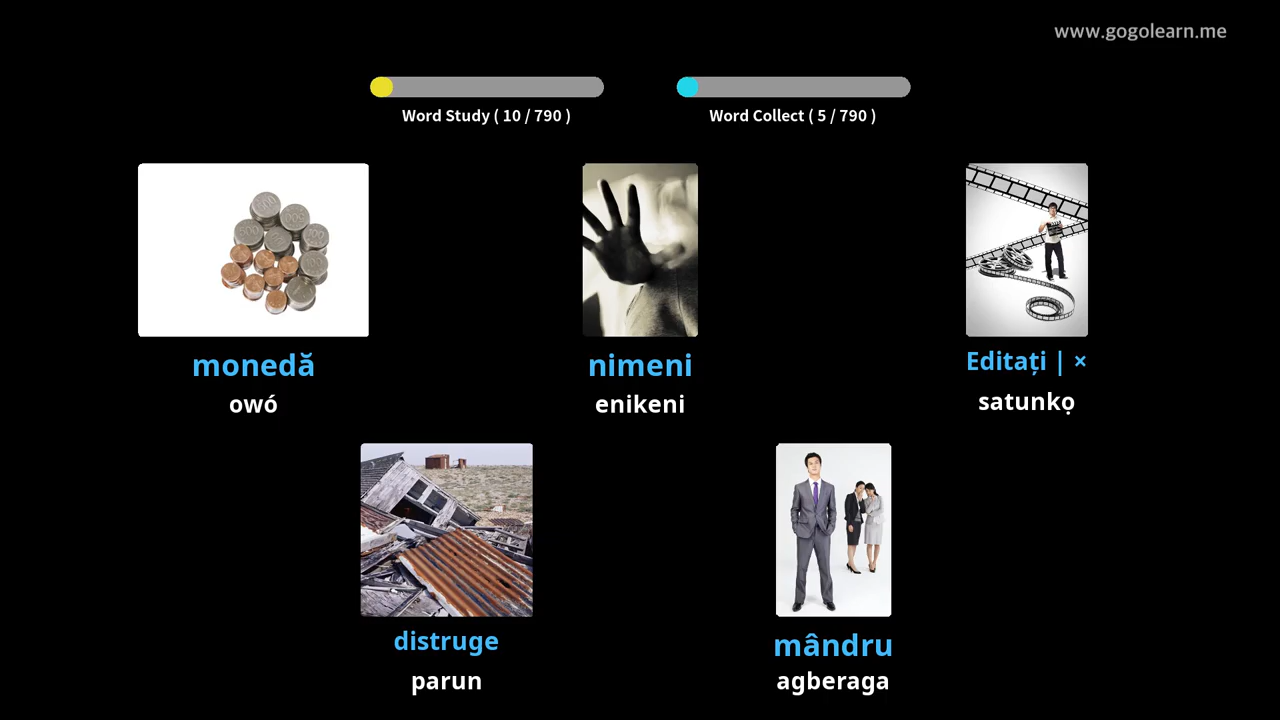 www.gogolearn.me
Word Study ( 10 / 790 )
Word Collect ( 5 / 790 )
monedă
owó
nimeni
enikeni
Editați | ×
satunkọ
distruge
parun
mândru
agberaga